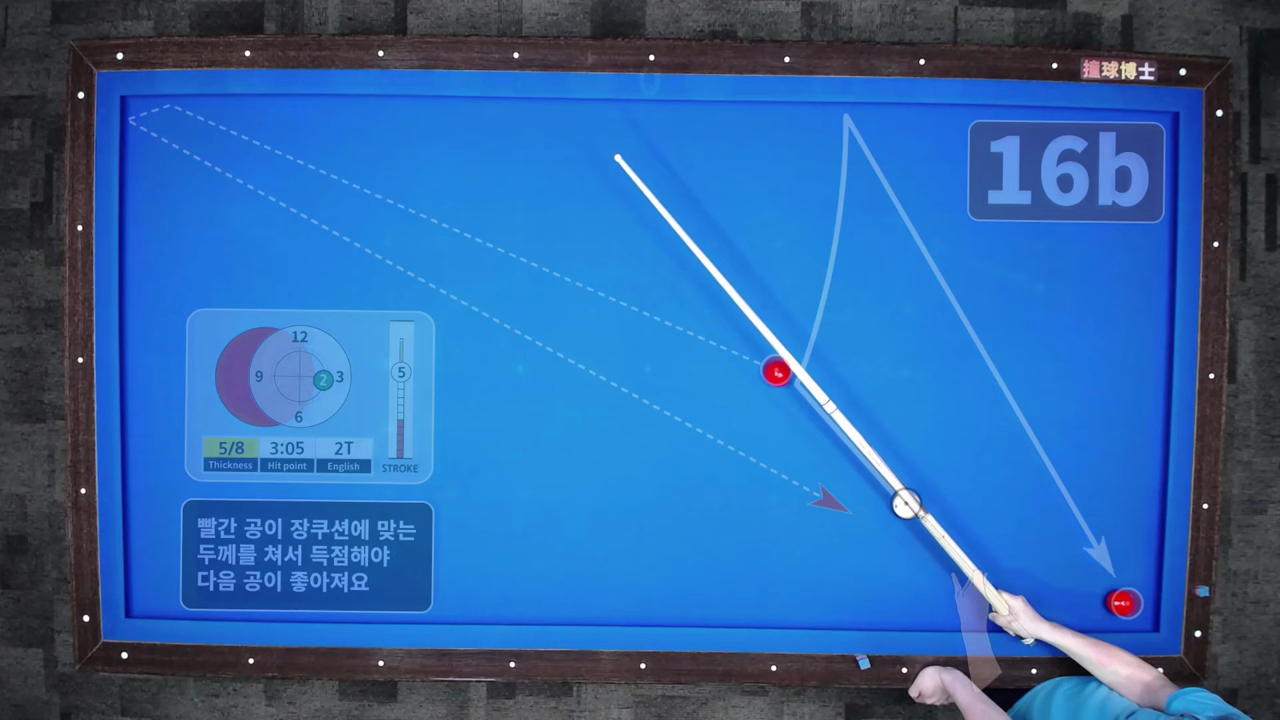 撞球博士
16b
12
9
2
3
6
5
5/8
3:05
2T
Thickness
Hit point
English
STROKE
빨간 공이 장쿠션에 맞는
두께를 쳐서 득점해야
다음 공이 좋아져요